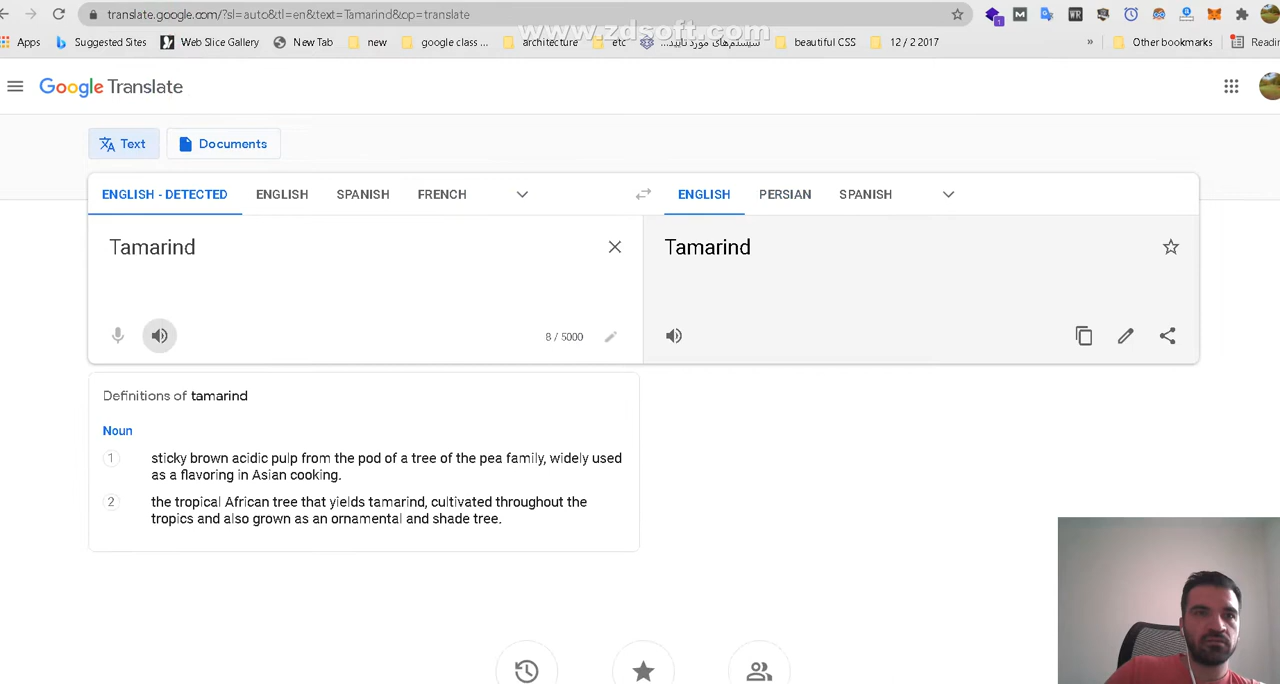 translate.google.com/?sl=auto&tl=en&text=Tamarind&op=translate
www.zdsoft.com
Apps
Suggested Sites
Web Slice Gallery
New Tab
new
google class ...
architecture
etc
سیستم‌های مورد تایید...
beautiful CSS
12 / 2 2017
»
Other bookmarks
Readin
Google Translate
Text
Documents
ENGLISH - DETECTED
ENGLISH
SPANISH
FRENCH
ENGLISH
PERSIAN
SPANISH
Tamarind
Tamarind
8 / 5000
Definitions of tamarind
Noun
1
sticky brown acidic pulp from the pod of a tree of the pea family, widely used
as a flavoring in Asian cooking.
2
the tropical African tree that yields tamarind, cultivated throughout the
tropics and also grown as an ornamental and shade tree.